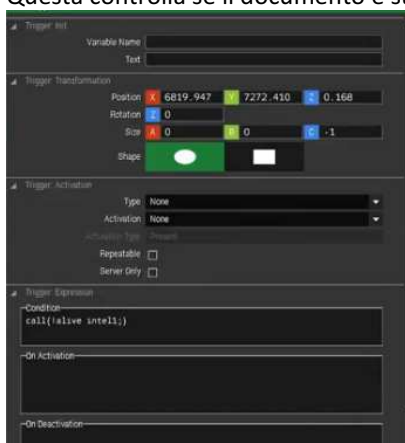 Questa controlla se il documento è s
Trigger Init
Variable Name
Text
Trigger Transformation
Position X 6819.947 Y 7272.410 Z 0.168
Rotation Z 0
Size A 0 B 0 C -1
Shape
Trigger Activation
Type None
Activation None
Activation Type Present
Repeatable
Server Only
Trigger Expression
Condition
call{!alive intel1;}
On Activation
On Deactivation